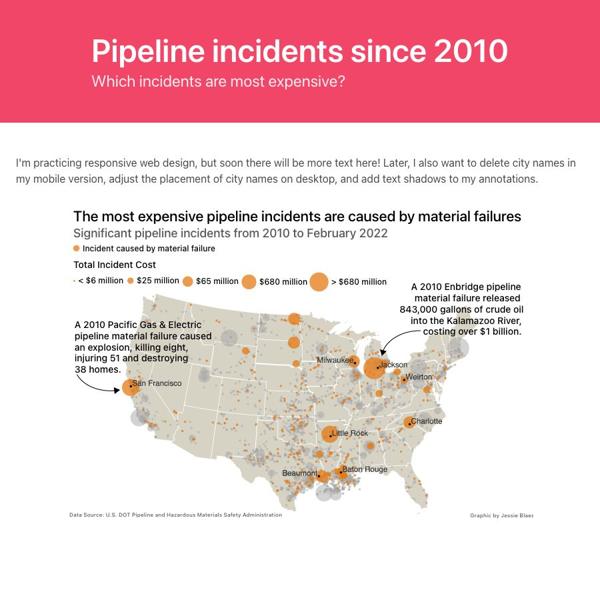 Pipeline incidents since 2010
Which incidents are most expensive?
I'm practicing responsive web design, but soon there will be more text here! Later, I also want to delete city names in
my mobile version, adjust the placement of city names on desktop, and add text shadows to my annotations.
The most expensive pipeline incidents are caused by material failures
Significant pipeline incidents from 2010 to February 2022
Incident caused by material failure
Total Incident Cost
< $6 million $25 million $65 million $680 million > $680 million
A 2010 Enbridge pipeline
material failure released
843,000 gallons of crude oil
into the Kalamazoo River,
costing over $1 billion.
A 2010 Pacific Gas & Electric
pipeline material failure caused
an explosion, killing eight,
injuring 51 and destroying
38 homes.
Milwaukee
Jackson
Weirton
San Francisco
Charlotte
Little Rock
Beaumont
Baton Rouge
Data Source: U.S. DOT Pipeline and Hazardous Materials Safety Administration
Graphic by Jessie Blaes